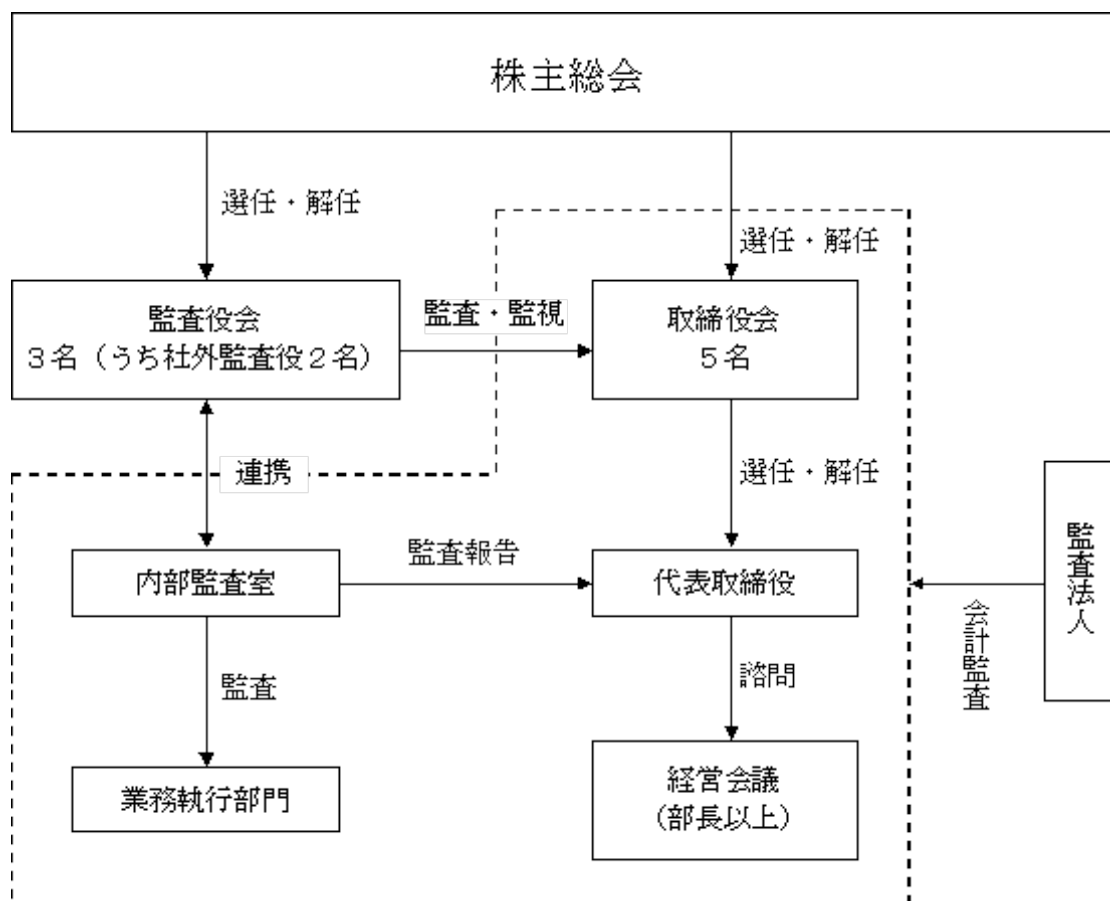 株主総会
選任・解任
選任・解任
監査役会
3名（うち社外監査役2名）
監査・監視
取締役会
5名
連携
選任・解任
内部監査室
監査報告
代表取締役
監査法人
会計監査
監査
諮問
業務執行部門
経営会議
（部長以上）